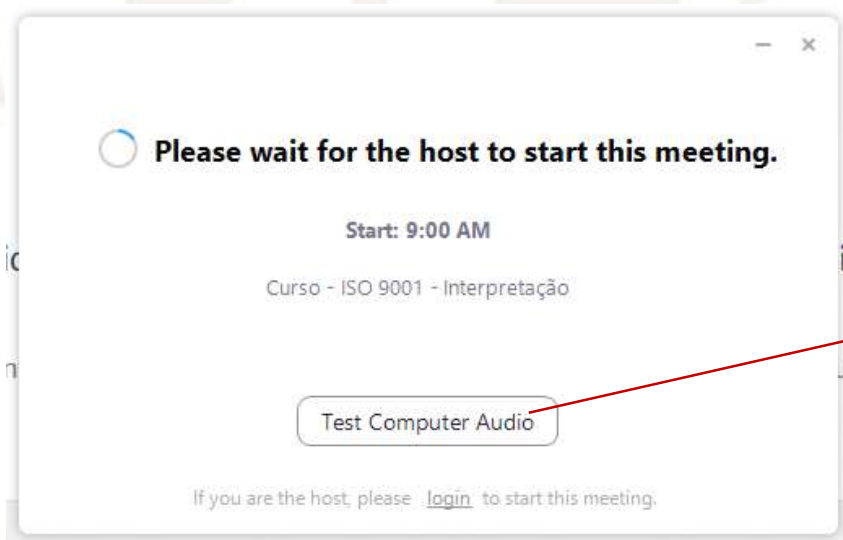 Please wait for the host to start this meeting.
Start: 9:00 AM
Curso - ISO 9001 - Interpretação
Test Computer Audio
If you are the host, please login to start this meeting.